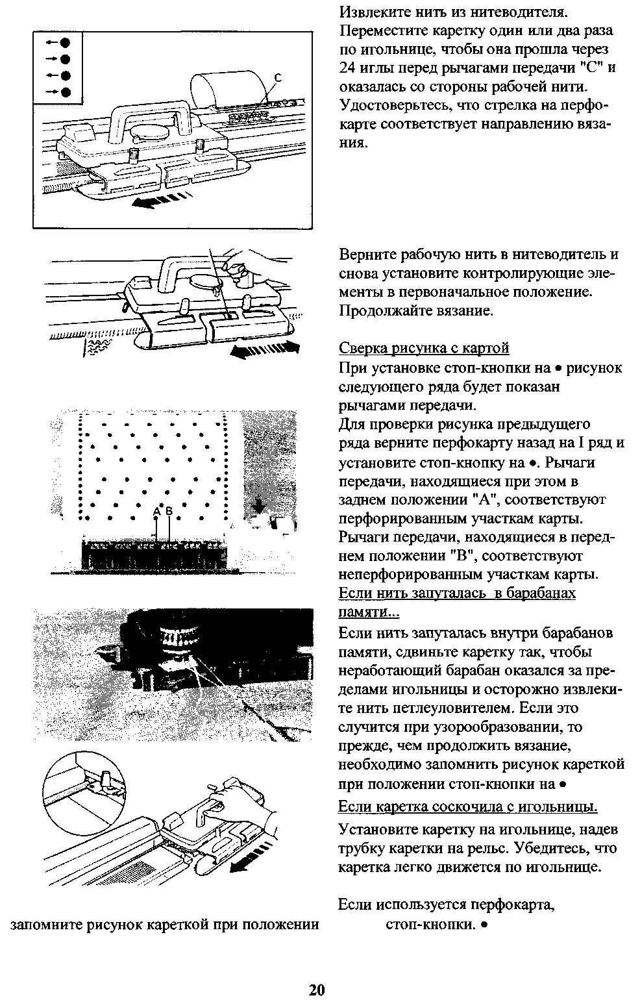 Извлеките нить из нитеводителя.
Переместите каретку один или два раза
по игольнице, чтобы она прошла через
24 иглы перед рычагами передачи "С" и
оказалась со стороны рабочей нити.
Удостоверьтесь, что стрелка на перфо-
карте соответствует направлению вяза-
ния.
C
Верните рабочую нить в нитеводитель и
снова установите контролирующие эле-
менты в первоначальное положение.
Продолжайте вязание.
Сверка рисунка с картой
При установке стоп-кнопки на • рисунок
следующего ряда будет показан
рычагами передачи.
Для проверки рисунка предыдущего
ряда верните перфокарту назад на I ряд и
установите стоп-кнопку на •. Рычаги
передачи, находящиеся при этом в
заднем положении "А", соответствуют
перфорированным участкам карты.
Рычаги передачи, находящиеся в перед-
нем положении "В", соответствуют
неперфорированным участкам карты.
A B
Если нить запуталась в барабанах
памяти...
Если нить запуталась внутри барабанов
памяти, сдвиньте каретку так, чтобы
неработающий барабан оказался за пре-
делами игольницы и осторожно извлеки-
те нить петлеуловителем. Если это
случится при узорообразовании, то
прежде, чем продолжить вязание,
необходимо запомнить рисунок кареткой
при положении стоп-кнопки на •
Если каретка соскочила с игольницы.
Установите каретку на игольнице, надев
трубку каретки на рельс. Убедитесь, что
каретка легко движется по игольнице.
Если используется перфокарта,
запомните рисунок кареткой при положении стоп-кнопки. •
20